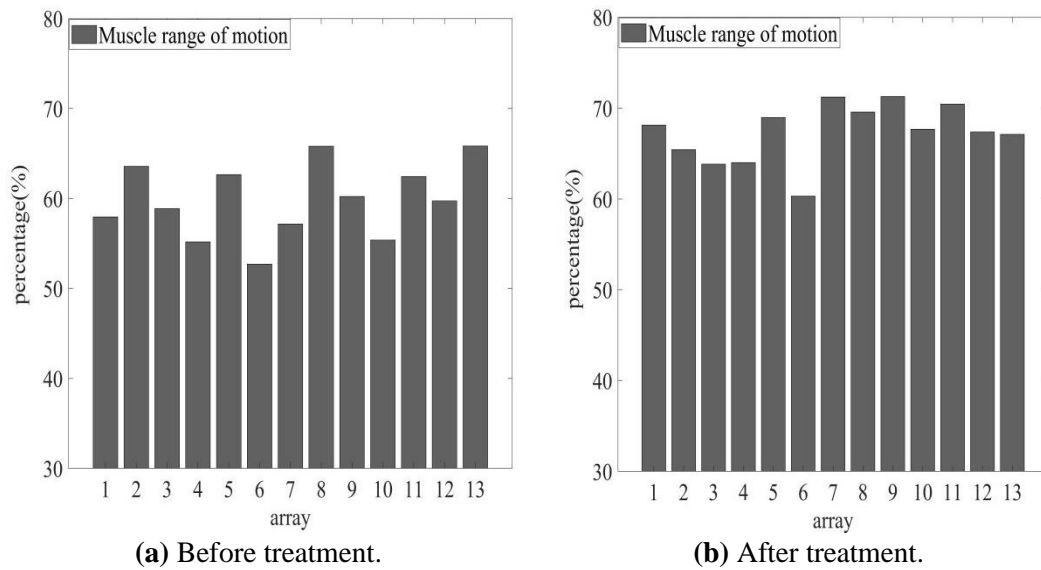 80
70
60
50
40
30
percentage(%)
Muscle range of motion
1 2 3 4 5 6 7 8 9 10 11 12 13
array
(a) Before treatment.
80
70
60
50
40
30
percentage(%)
Muscle range of motion
1 2 3 4 5 6 7 8 9 10 11 12 13
array
(b) After treatment.